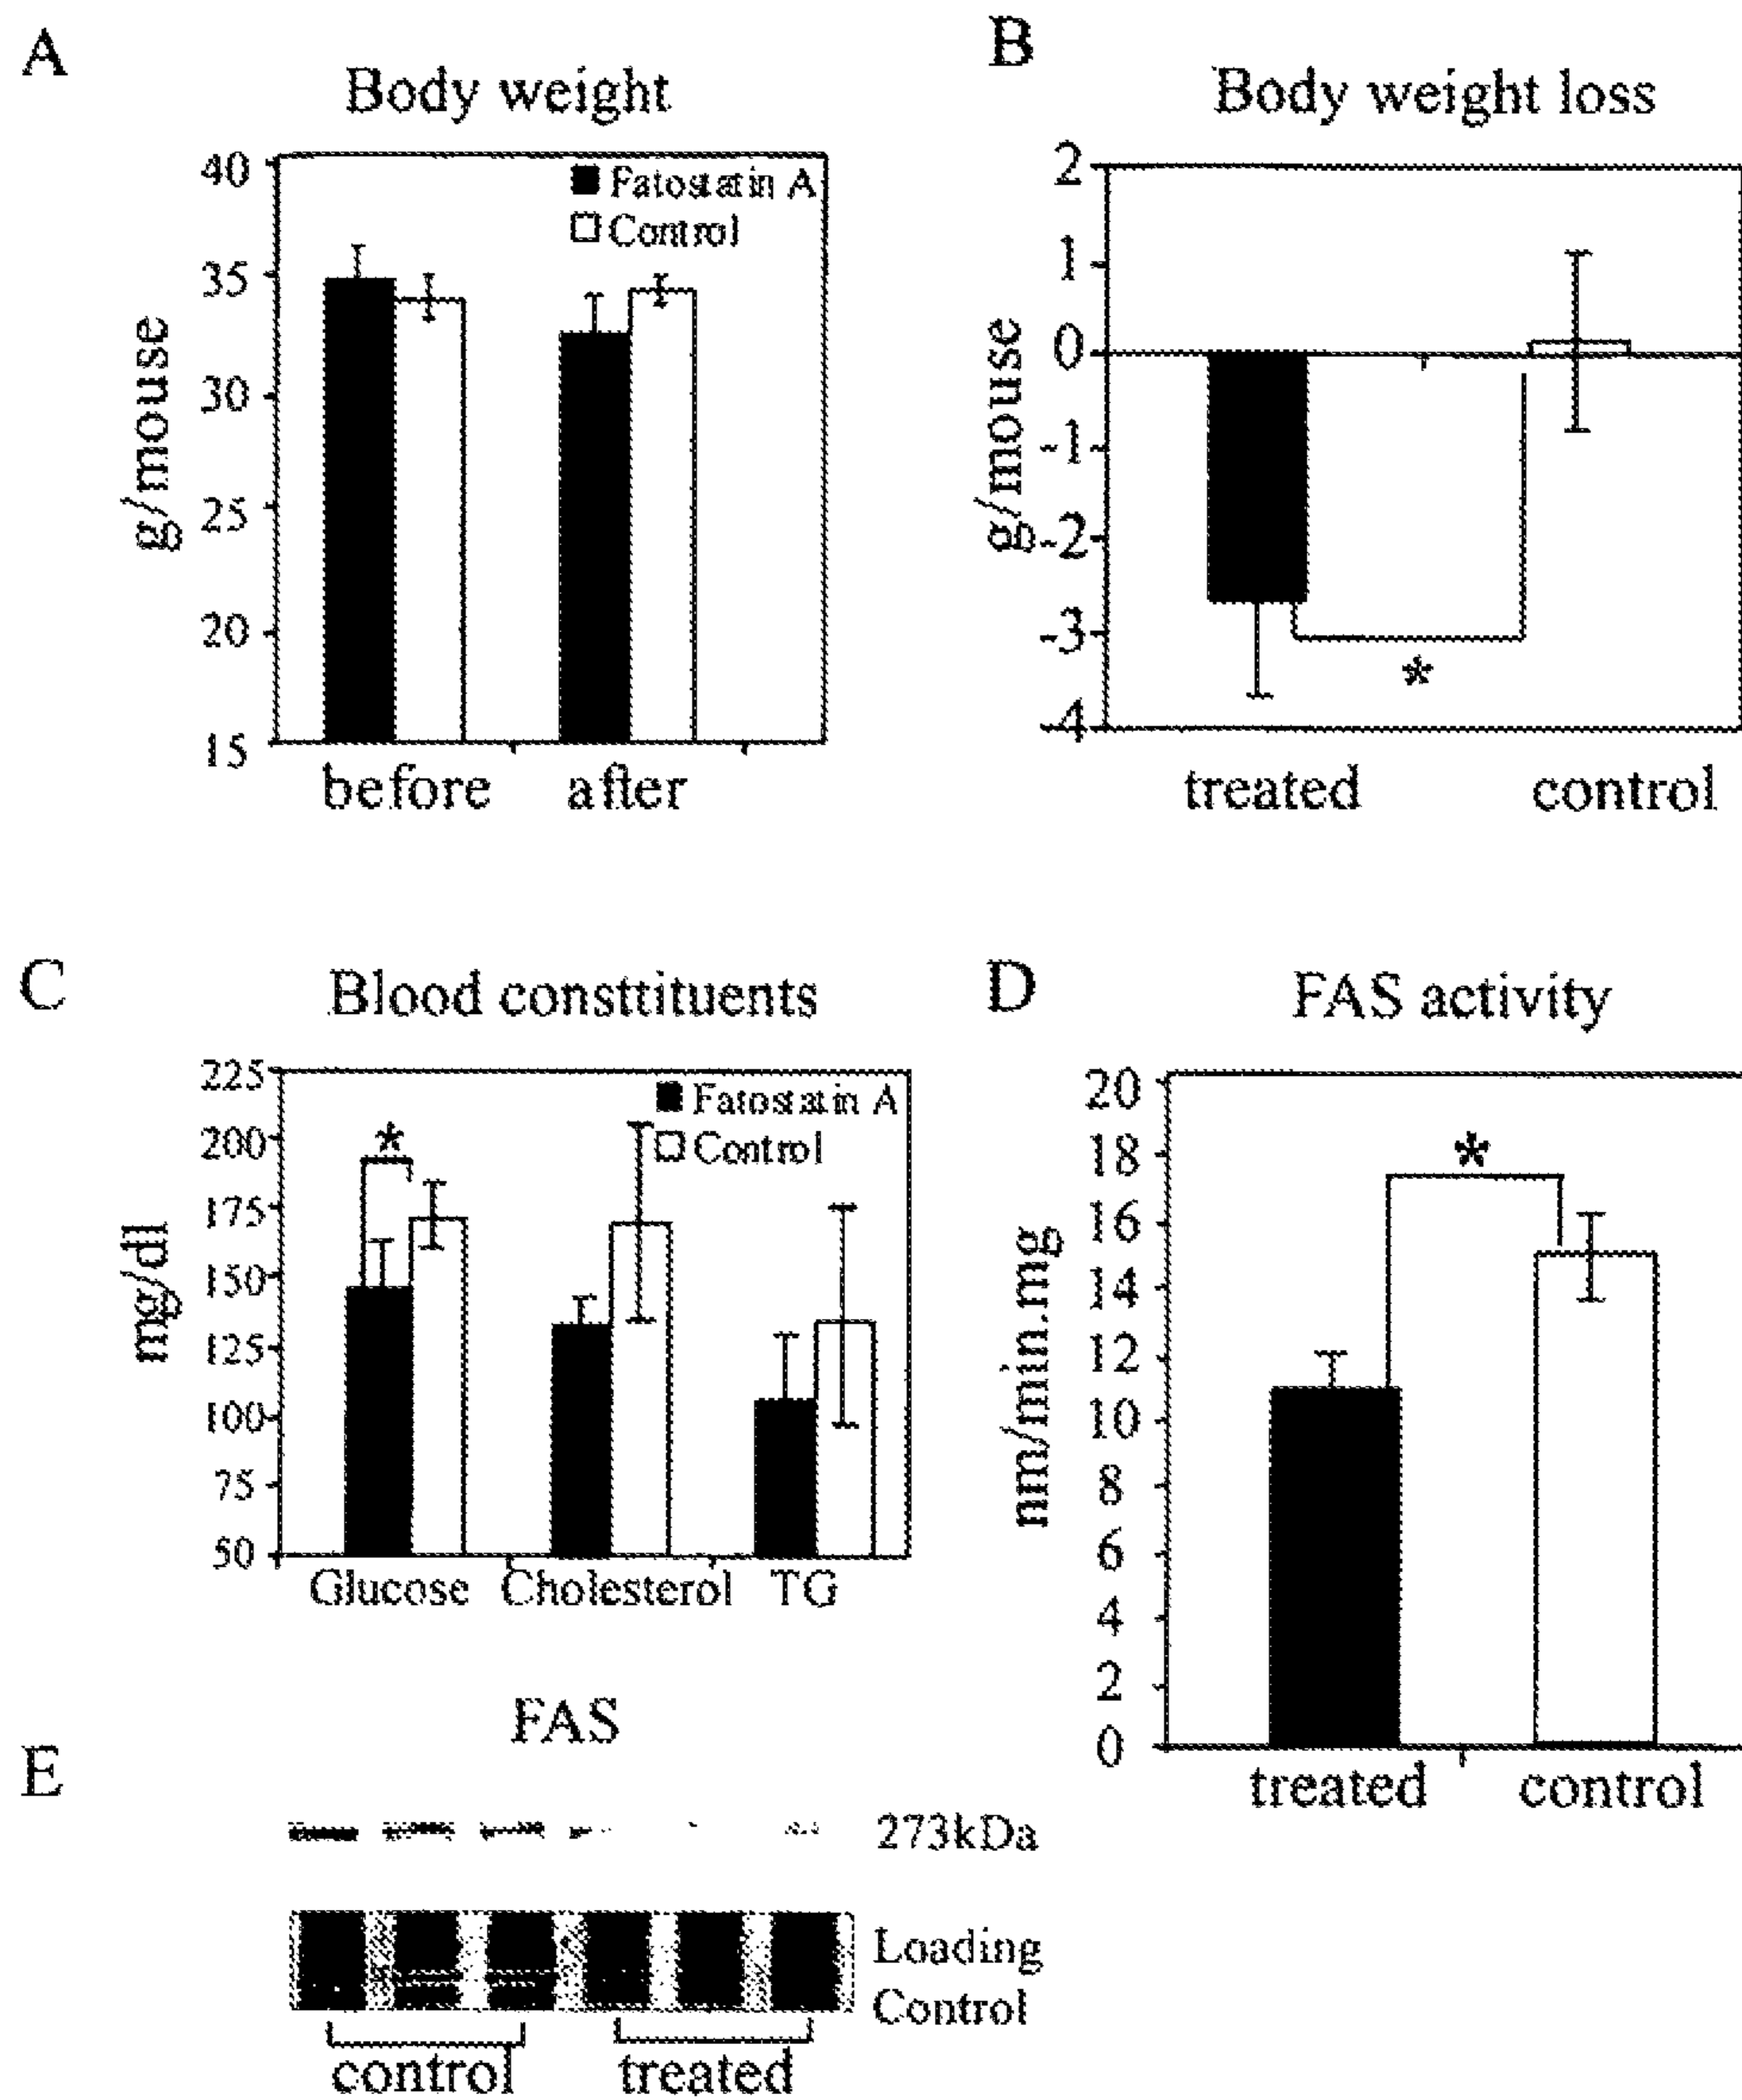 A
Body weight
g/mouse
40
35
30
25
20
15
Fatostatin A
Control
before after
B
Body weight loss
g/mouse
2
1
0
-1
-2
-3
-4
*
treated control
C
Blood consttituents
mg/dl
225
200
175
150
125
100
75
50
*
Fatostatin A
Control
Glucose Cholesterol TG
D
FAS activity
nm/min.mg
20
18
16
14
12
10
8
6
4
2
0
*
treated control
E
FAS
273kDa
Loading
Control
control treated